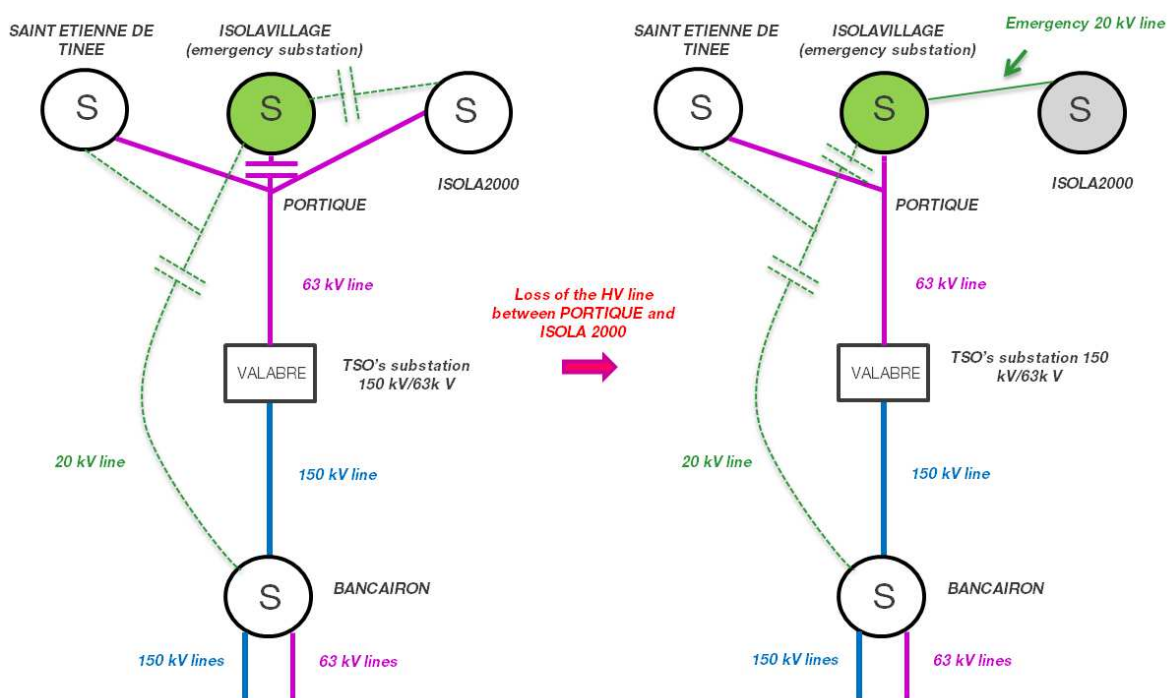 SAINT ETIENNE DE
TINEE
ISOLAVILLAGE
(emergency substation)
S
S
S
ISOLA2000
PORTIQUE
63 kV line
VALABRE
TSO's substation
150 kV/63k V
20 kV line
150 kV line
S
BANCAIRON
150 kV lines
63 kV lines
Loss of the HV line
between PORTIQUE and
ISOLA 2000
SAINT ETIENNE DE
TINEE
ISOLAVILLAGE
(emergency substation)
Emergency 20 kV line
S
S
S
ISOLA2000
PORTIQUE
63 kV line
VALABRE
TSO's substation 150
kV/63k V
20 kV line
150 kV line
S
BANCAIRON
150 kV lines
63 kV lines